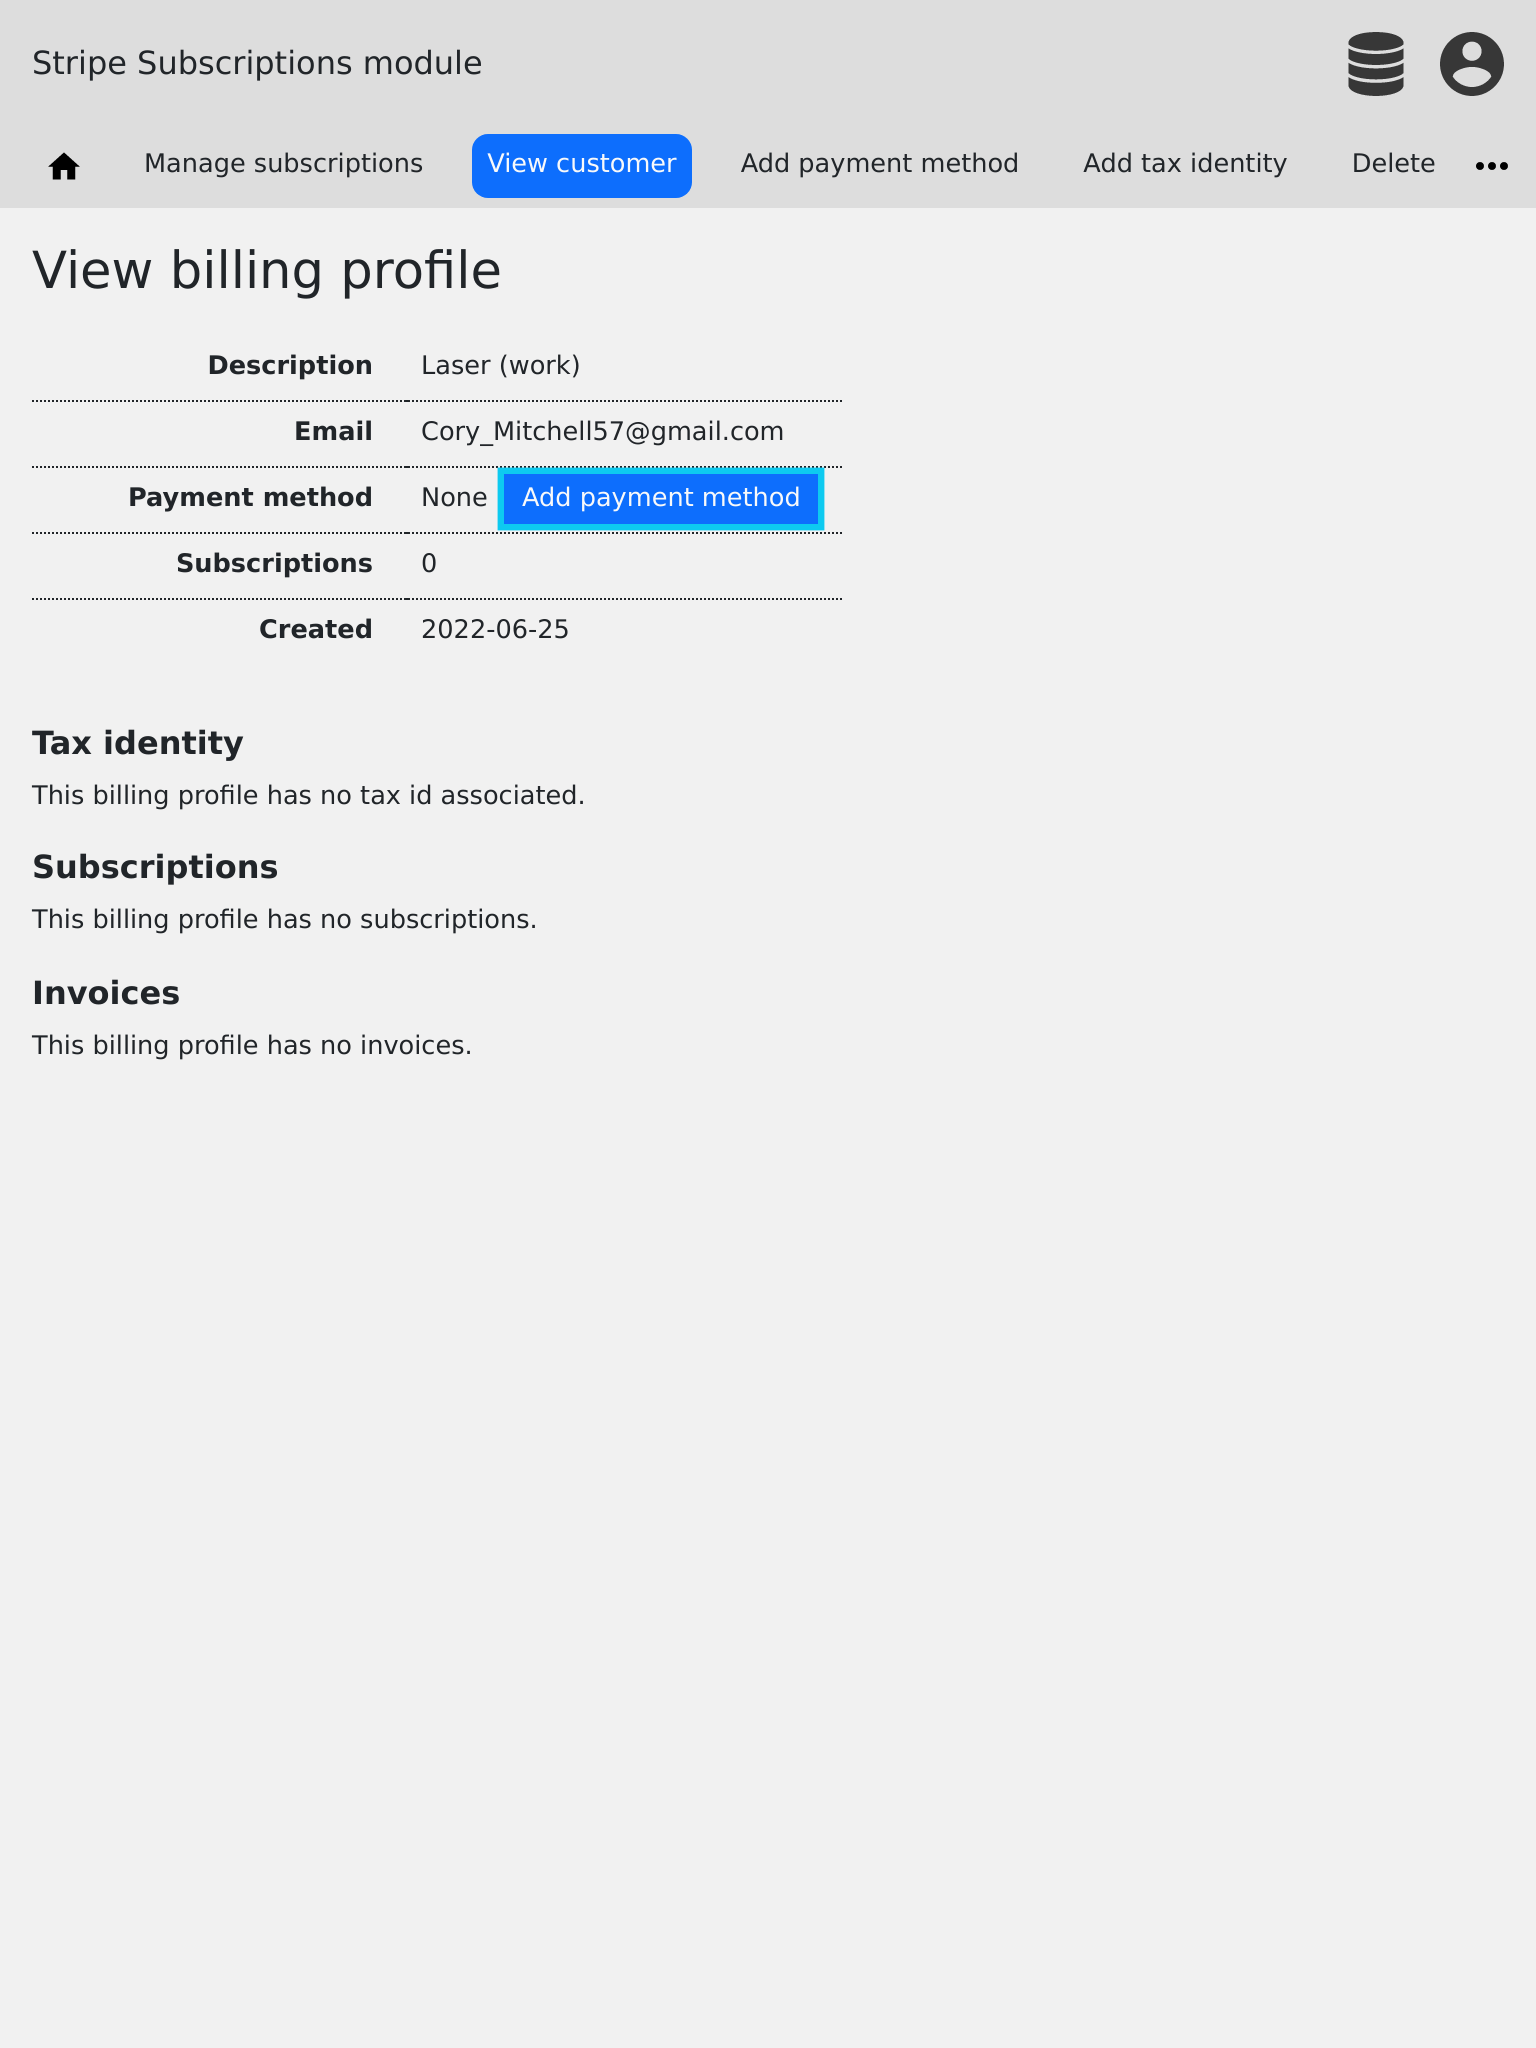 Stripe Subscriptions module
Manage subscriptions View customer Add payment method Add tax identity Delete
View billing profile
Description Laser (work)
Email Cory_Mitchell57@gmail.com
Payment method None Add payment method
Subscriptions 0
Created 2022-06-25
Tax identity
This billing profile has no tax id associated.
Subscriptions
This billing profile has no subscriptions.
Invoices
This billing profile has no invoices.